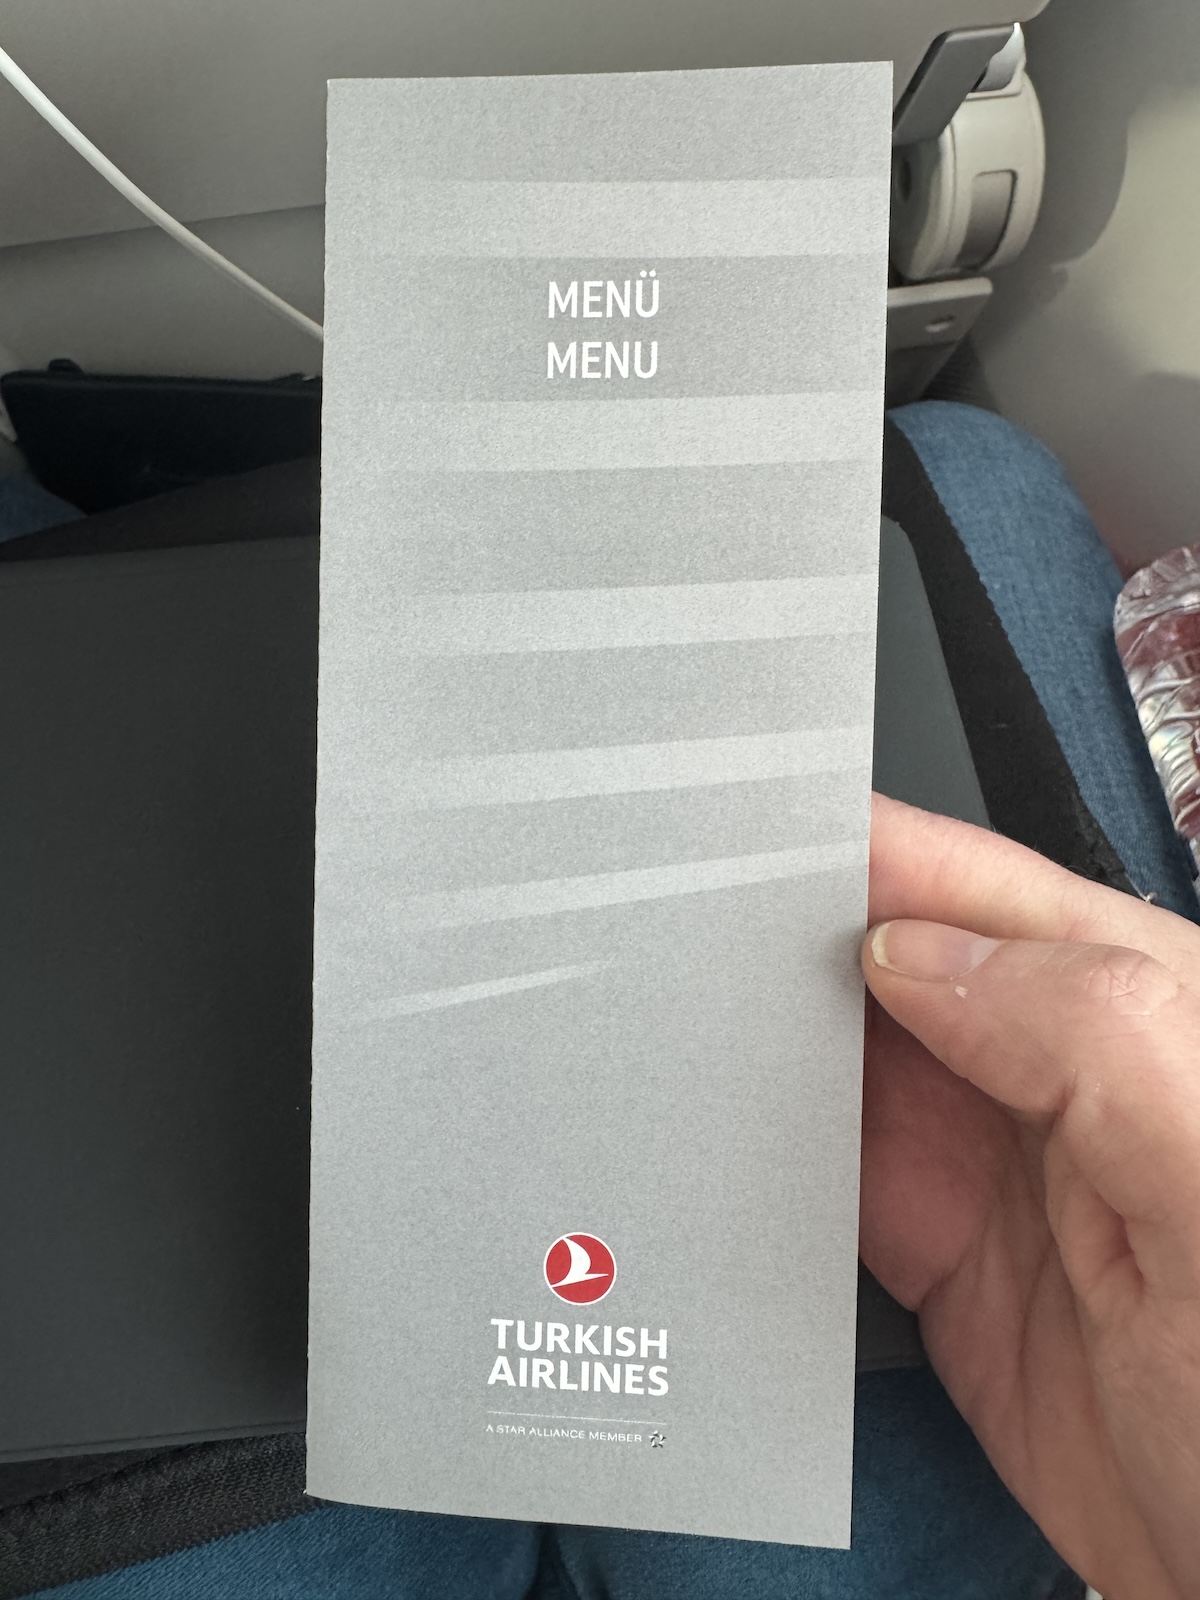 MENÜ
MENU
TURKISH
AIRLINES
A STAR ALLIANCE MEMBER